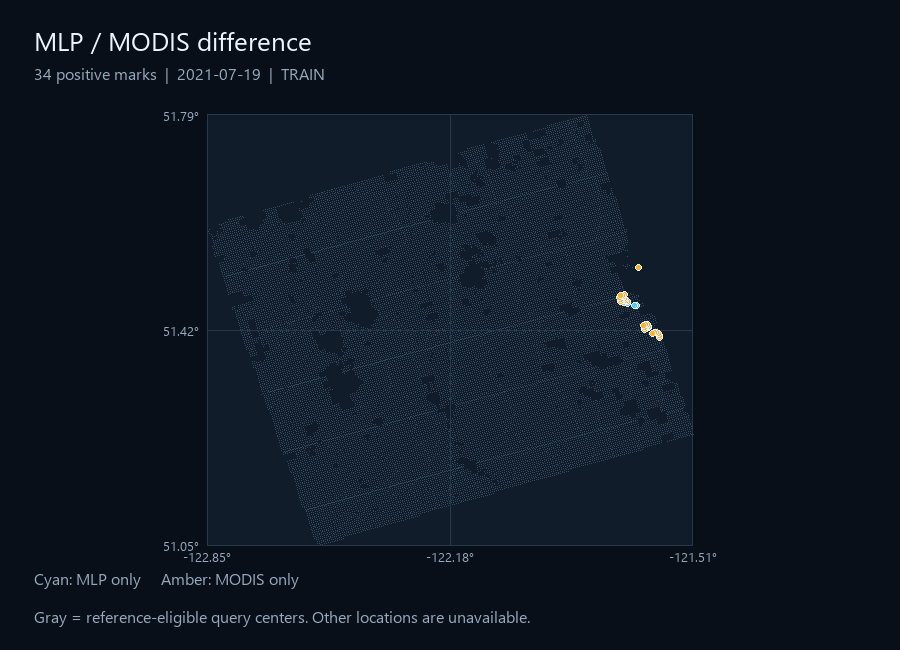 MLP / MODIS difference
34 positive marks | 2021-07-19 | TRAIN
51.79°
51.42°
51.05°
-122.85° -122.18° -121.51°
Cyan: MLP only Amber: MODIS only
Gray = reference-eligible query centers. Other locations are unavailable.